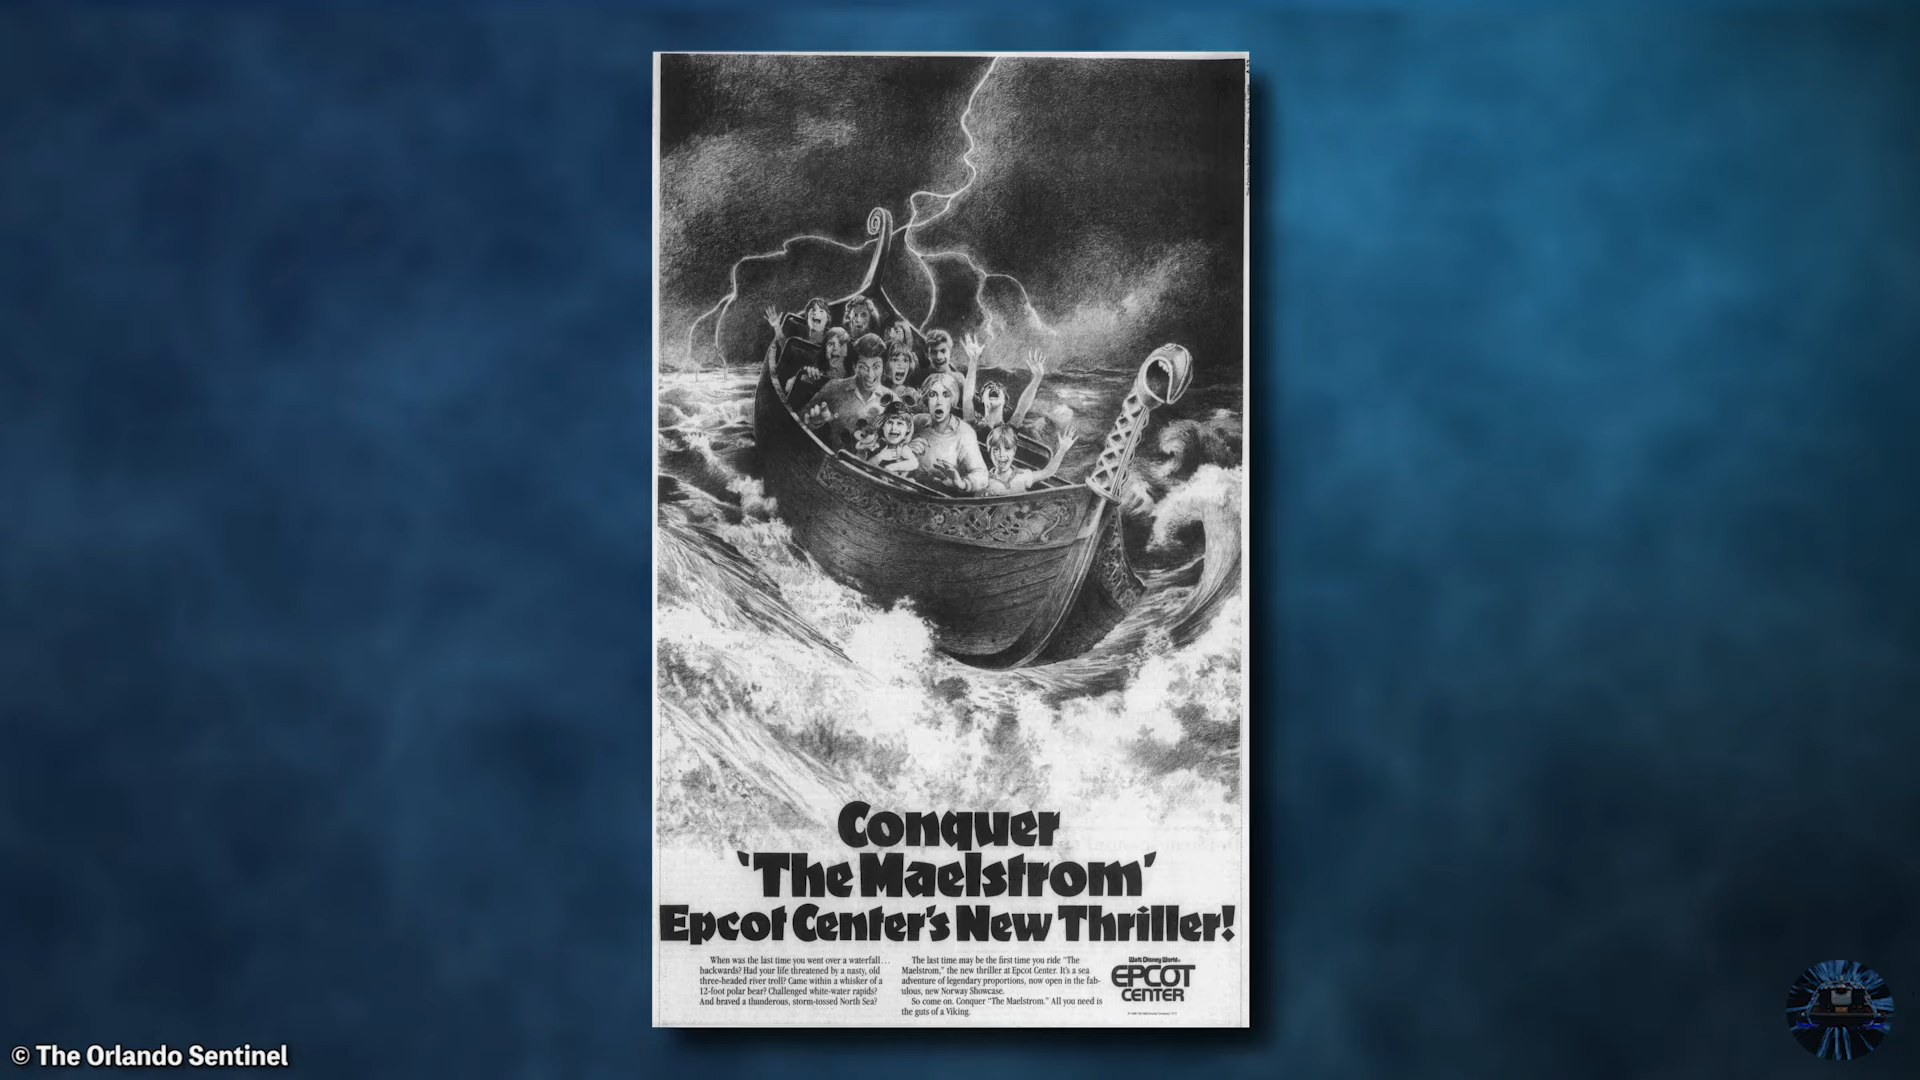 Conquer
'The Maelstrom'
Epcot Center's New Thriller!
When was the last time you went over a waterfall...
backwards? Had your life threatened by a nasty, old
three-headed river troll? Came within a whisker of a
12-foot polar bear? Challenged white-water rapids?
And braved a thunderous, storm-tossed North Sea?
The last time may be the first time you ride "The
Maelstrom," the new thriller at Epcot Center. It's a sea
adventure of legendary proportions, now open in the fab-
ulous, new Norway Showcase.
So come on. Conquer "The Maelstrom." All you need is
the guts of a Viking.
Walt Disney World
EPCOT
CENTER
© The Orlando Sentinel